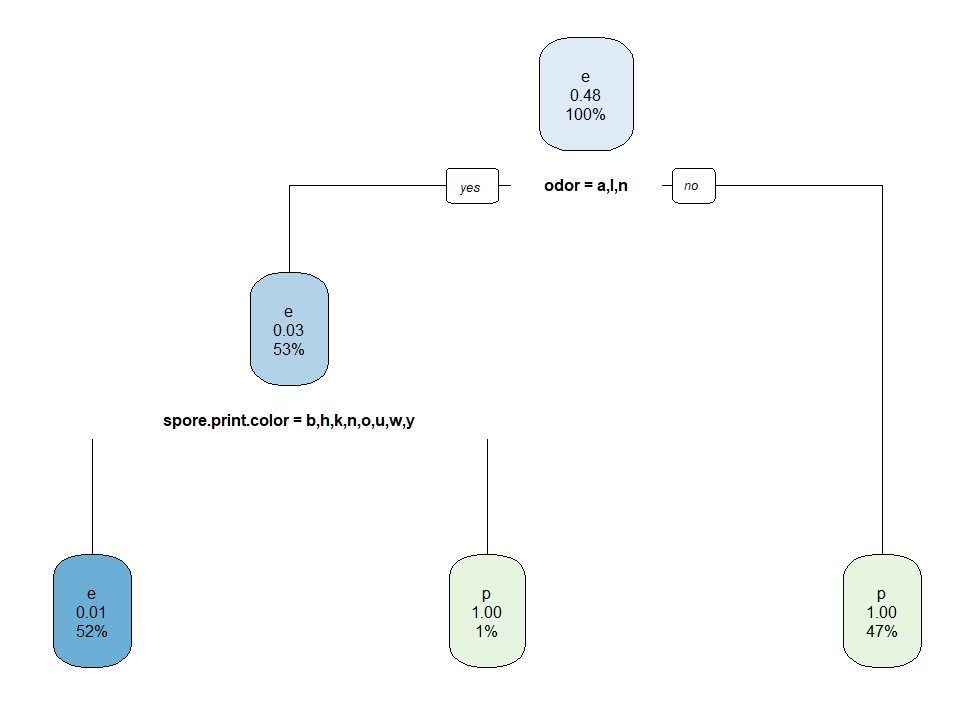 e
0.48
100%
yes
odor = a,l,n
no
e
0.03
53%
spore.print.color = b,h,k,n,o,u,w,y
e
0.01
52%
p
1.00
1%
p
1.00
47%